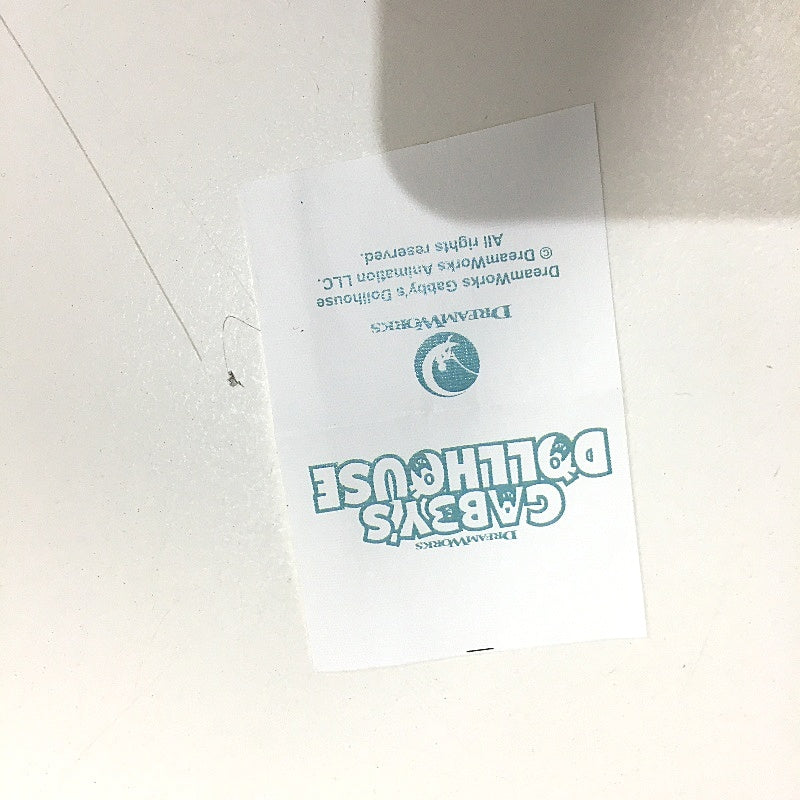 DREAMWORKS
GABBY'S
DOLLHOUSE
DREAMWORKS
DreamWorks Gabby's Dollhouse
© DreamWorks Animation LLC.
All rights reserved.